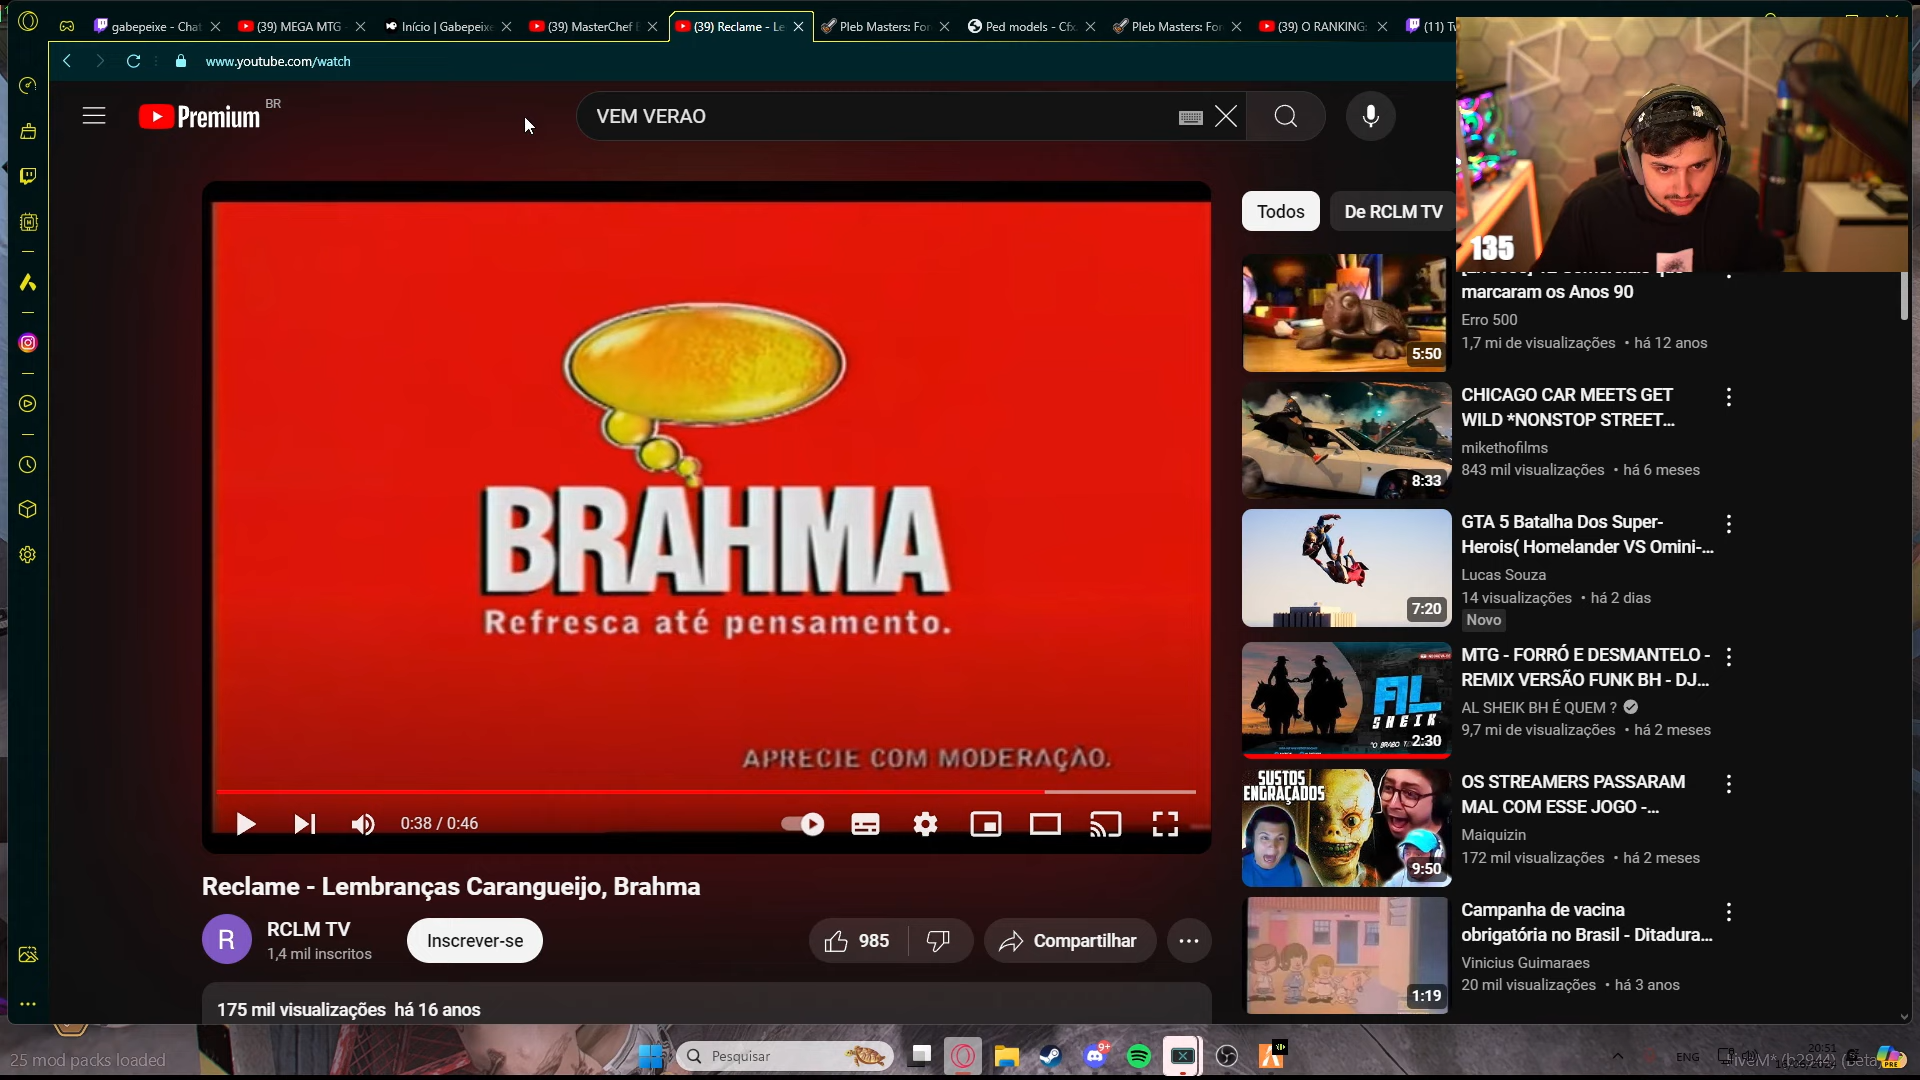 gabepeixe - Chat
(39) MEGA MTG -
Início | Gabepeixe
(39) MasterChef
(39) Reclame - Le
Pleb Masters: For
Ped models - Cfx
Pleb Masters: For
(39) O RANKING:
(11) Tw
www.youtube.com/watch
Premium
BR
VEM VERAO
135
Todos
De RCLM TV
BRAHMA
Refresca até pensamento.
APRECIE COM MODERAÇÃO.
0:38 / 0:46
Reclame - Lembranças Carangueijo, Brahma
R
RCLM TV
1,4 mil inscritos
Inscrever-se
985
Compartilhar
175 mil visualizações há 16 anos
5:50
marcaram os Anos 90
Erro 500
1,7 mi de visualizações • há 12 anos
8:33
CHICAGO CAR MEETS GET
WILD *NONSTOP STREET...
mikethofilms
843 mil visualizações • há 6 meses
7:20
GTA 5 Batalha Dos Super-
Herois( Homelander VS Omini-...
Lucas Souza
14 visualizações • há 2 dias
Novo
SHEIK
2:30
MTG - FORRÓ E DESMANTELO -
REMIX VERSÃO FUNK BH - DJ...
AL SHEIK BH É QUEM ?
9,7 mi de visualizações • há 2 meses
SUSTOS
ENGRAÇADOS
9:50
OS STREAMERS PASSARAM
MAL COM ESSE JOGO -...
Maiquizin
172 mil visualizações • há 2 meses
1:19
Campanha de vacina
obrigatória no Brasil - Ditadura...
Vinicius Guimaraes
20 mil visualizações • há 3 anos
25 mod packs loaded
Pesquisar
9+
ENG
20:51
FiveM* (b2944) (Beta)
PRE